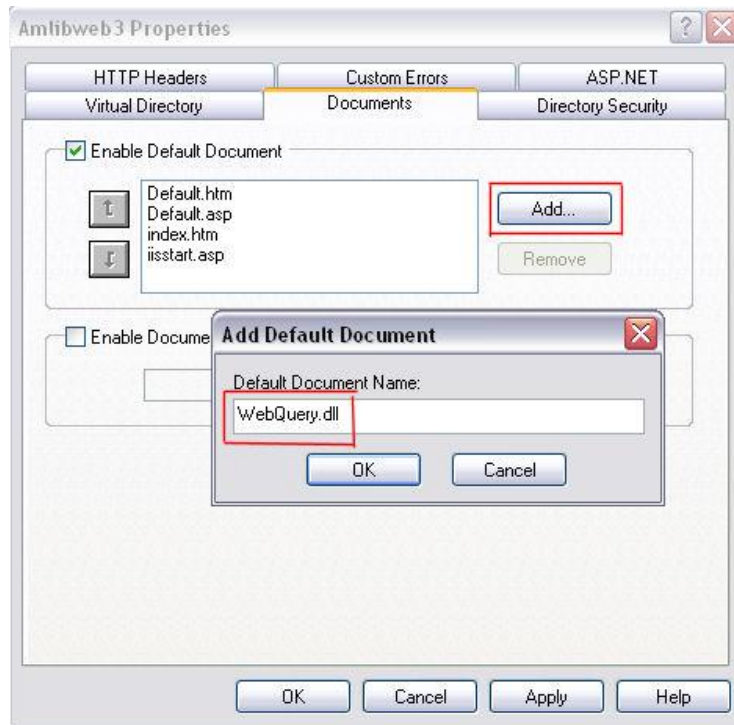 Amlibweb3 Properties
HTTP Headers
Custom Errors
ASP.NET
Virtual Directory
Documents
Directory Security
Enable Default Document
Default.htm
Default.asp
index.htm
iisstart.asp
Add...
Remove
Enable Docume
Add Default Document
Default Document Name:
WebQuery.dll
OK
Cancel
OK
Cancel
Apply
Help